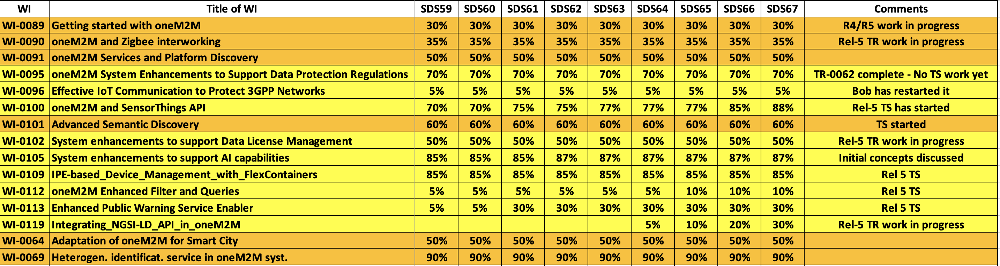 WI Title of WI SDS59 SDS60 SDS61 SDS62 SDS63 SDS64 SDS65 SDS66 SDS67 Comments
WI-0089 Getting started with oneM2M 30% 30% 30% 30% 30% 30% 30% 30% 30% R4/R5 work in progress
WI-0090 oneM2M and Zigbee interworking 35% 35% 35% 35% 35% 35% 35% 35% 35% Rel-5 TR work in progress
WI-0091 oneM2M Services and Platform Discovery 50% 50% 50% 50% 50% 50% 50% 50% 50%
WI-0095 oneM2M System Enhancements to Support Data Protection Regulations 70% 70% 70% 70% 70% 70% 70% 70% 70% TR-0062 complete - No TS work yet
WI-0096 Effective IoT Communication to Protect 3GPP Networks 5% 5% 5% 5% 5% 5% 5% 5% 5% Bob has restarted it
WI-0100 oneM2M and SensorThings API 70% 70% 75% 75% 77% 77% 77% 85% 88% Rel-5 TS has started
WI-0101 Advanced Semantic Discovery 60% 60% 60% 60% 60% 60% 60% 60% 60% TS started
WI-0102 System enhancements to support Data License Management 50% 50% 50% 50% 50% 50% 50% 50% 50% Rel-5 TR work in progress
WI-0105 System enhancements to support AI capabilities 85% 85% 85% 87% 87% 87% 87% 87% 87% Initial concepts discussed
WI-0109 IPE-based_Device_Management_with_FlexContainers 85% 85% 85% 85% 85% 85% 85% 85% 85% Rel 5 TS
WI-0112 oneM2M Enhanced Filter and Queries 5% 5% 5% 5% 5% 5% 10% 10% 10% Rel 5 TS
WI-0113 Enhanced Public Warning Service Enabler 5% 5% 30% 30% 30% 30% 30% 30% 30% Rel 5 TS
WI-0119 Integrating_NGSI-LD_API_in_oneM2M 5% 10% 20% 30% Rel-5 TR work in progress
WI-0064 Adaptation of oneM2M for Smart City 50% 50% 50% 50% 50% 50% 50% 50% 50%
WI-0069 Heterogen. identificat. service in oneM2M syst. 90% 90% 90% 90% 90% 90% 90% 90% 90%